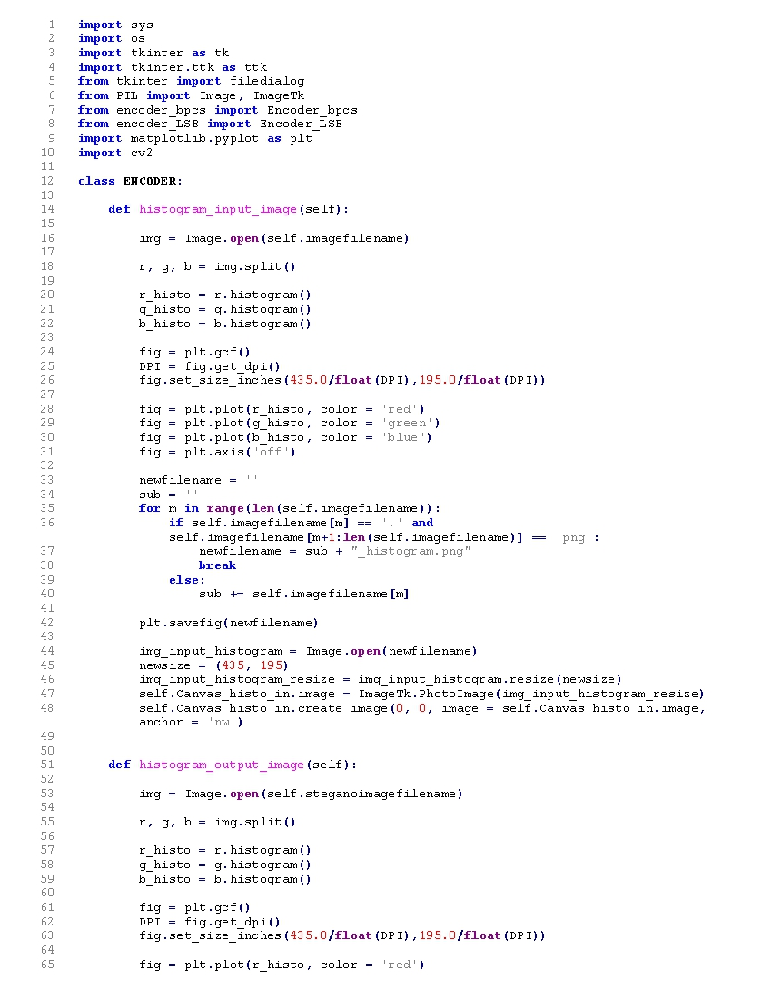 1 import sys
2 import os
3 import tkinter as tk
4 import tkinter.ttk as ttk
5 from tkinter import filedialog
6 from PIL import Image, ImageTk
7 from encoder_bpcs import Encoder_bpcs
8 from encoder_LSB import Encoder_LSB
9 import matplotlib.pyplot as plt
10 import cv2
11
12 class ENCODER:
13
14     def histogram_input_image(self):
15
16         img = Image.open(self.imagefilename)
17
18         r, g, b = img.split()
19
20         r_histo = r.histogram()
21         g_histo = g.histogram()
22         b_histo = b.histogram()
23
24         fig = plt.gcf()
25         DPI = fig.get_dpi()
26         fig.set_size_inches(435.0/float(DPI),195.0/float(DPI))
27
28         fig = plt.plot(r_histo, color = 'red')
29         fig = plt.plot(g_histo, color = 'green')
30         fig = plt.plot(b_histo, color = 'blue')
31         fig = plt.axis('off')
32
33         newfilename = ''
34         sub = ''
35         for m in range(len(self.imagefilename)):
36             if self.imagefilename[m] == '.' and
            self.imagefilename[m+1:len(self.imagefilename)] == 'png':
37                 newfilename = sub + "_histogram.png"
38                 break
39             else:
40                 sub += self.imagefilename[m]
41
42         plt.savefig(newfilename)
43
44         img_input_histogram = Image.open(newfilename)
45         newsize = (435, 195)
46         img_input_histogram_resize = img_input_histogram.resize(newsize)
47         self.Canvas_histo_in.image = ImageTk.PhotoImage(img_input_histogram_resize)
48         self.Canvas_histo_in.create_image(0, 0, image = self.Canvas_histo_in.image,
        anchor = 'nw')
49
50
51     def histogram_output_image(self):
52
53         img = Image.open(self.steganoimagefilename)
54
55         r, g, b = img.split()
56
57         r_histo = r.histogram()
58         g_histo = g.histogram()
59         b_histo = b.histogram()
60
61         fig = plt.gcf()
62         DPI = fig.get_dpi()
63         fig.set_size_inches(435.0/float(DPI),195.0/float(DPI))
64
65         fig = plt.plot(r_histo, color = 'red')